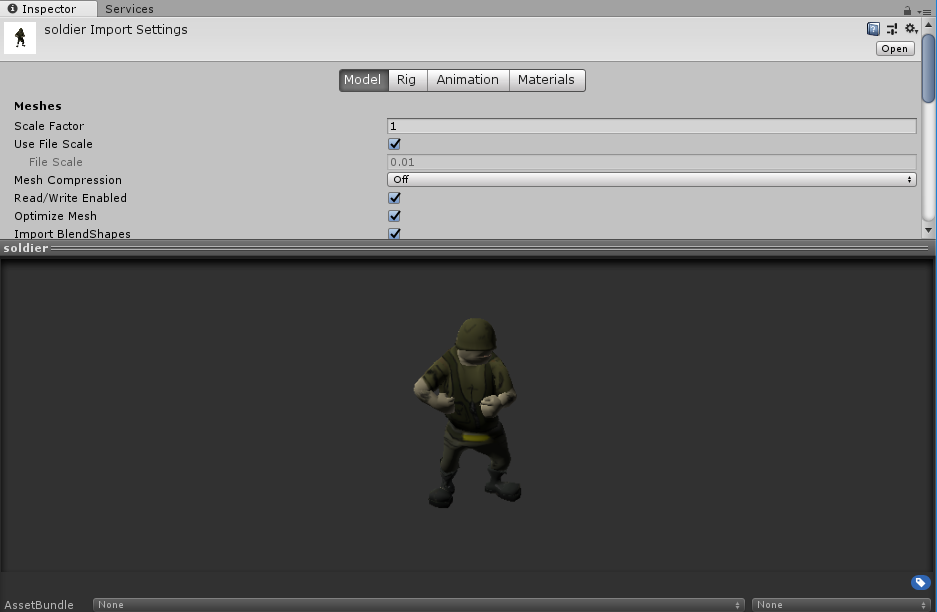 Inspector Services
soldier Import Settings
Open
Model Rig Animation Materials
Meshes
Scale Factor 1
Use File Scale
File Scale 0.01
Mesh Compression Off
Read/Write Enabled
Optimize Mesh
Import BlendShapes
soldier
AssetBundle None None